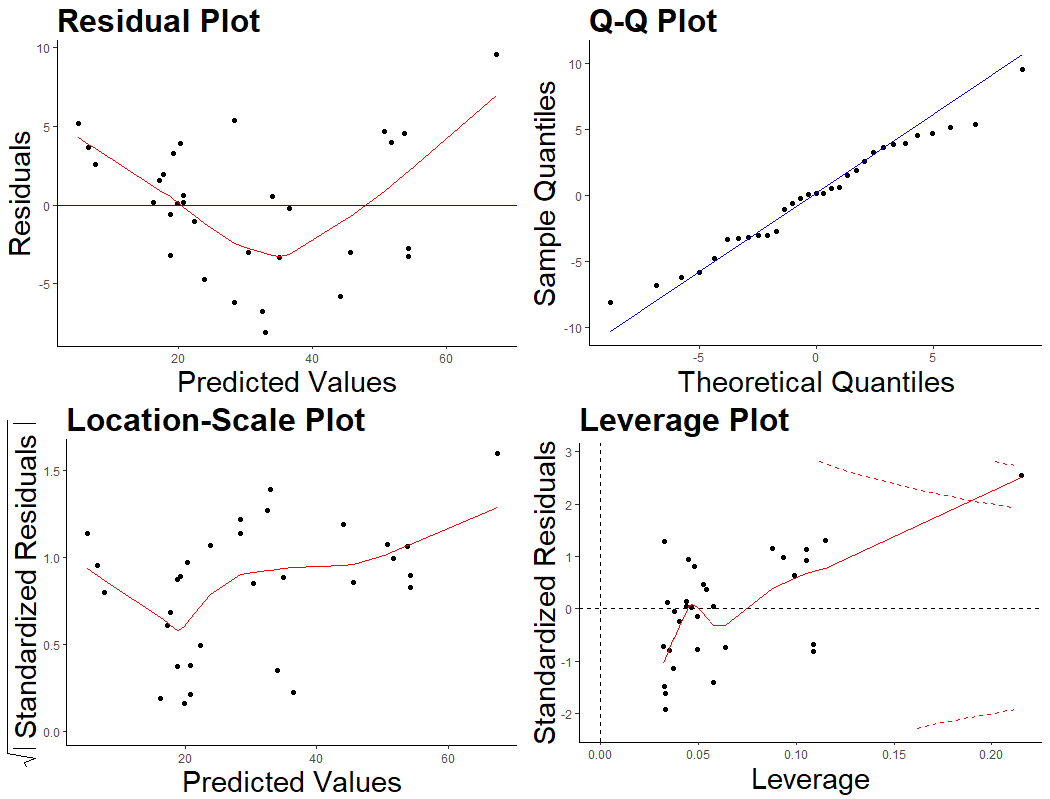 Residual Plot
Residuals
10
5
0
-5
20
40
60
Predicted Values
Q-Q Plot
Sample Quantiles
10
5
0
-5
-10
-5
0
5
Theoretical Quantiles
Location-Scale Plot
√|Standardized Residuals|
1.5
1.0
0.5
0.0
20
40
60
Predicted Values
Leverage Plot
Standardized Residuals
3
2
1
0
-1
-2
0.00
0.05
0.10
0.15
0.20
Leverage